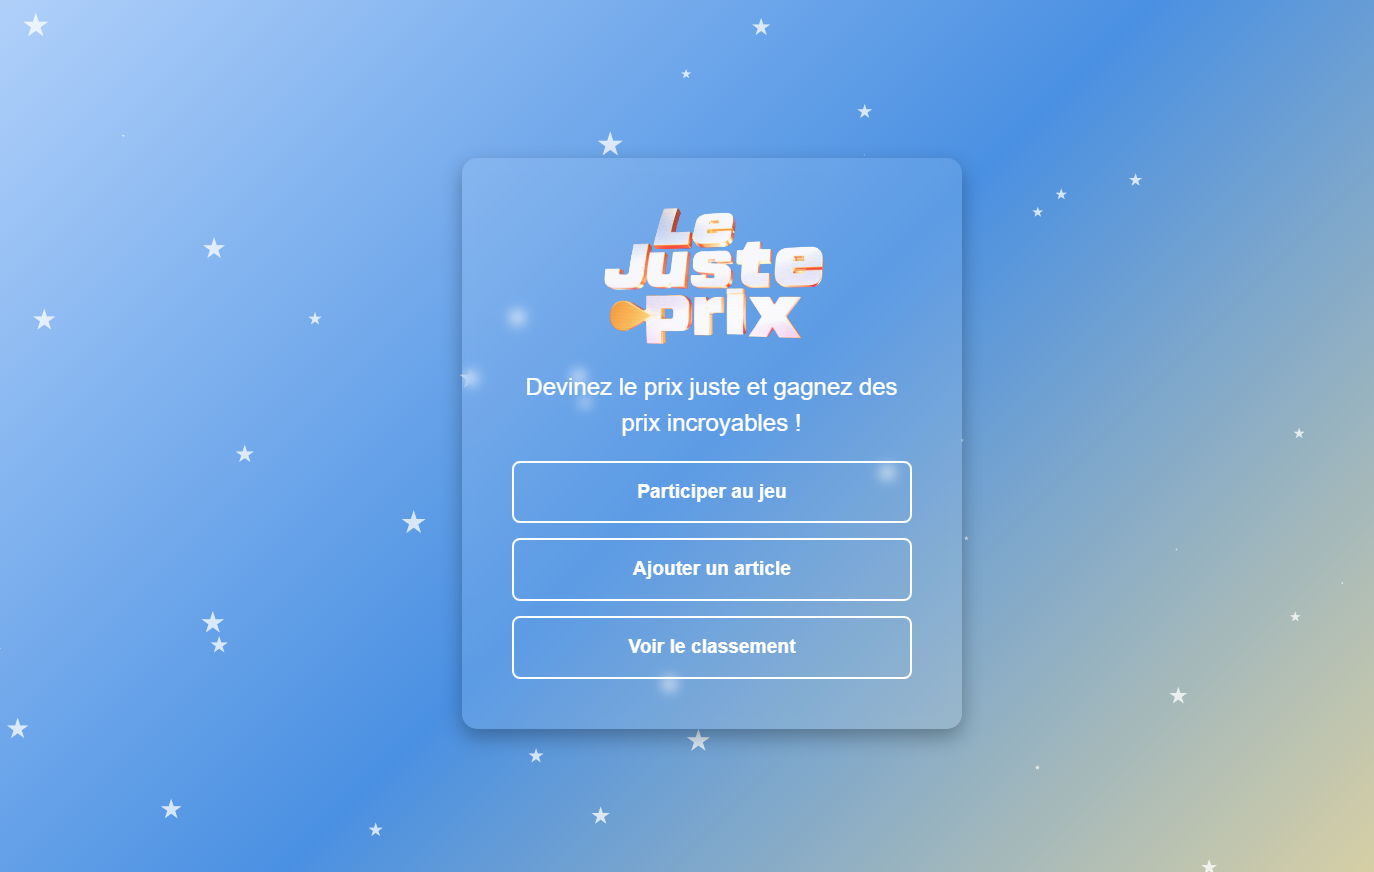 Le
Juste
prix
Devinez le prix juste et gagnez des
prix incroyables !
Participer au jeu
Ajouter un article
Voir le classement